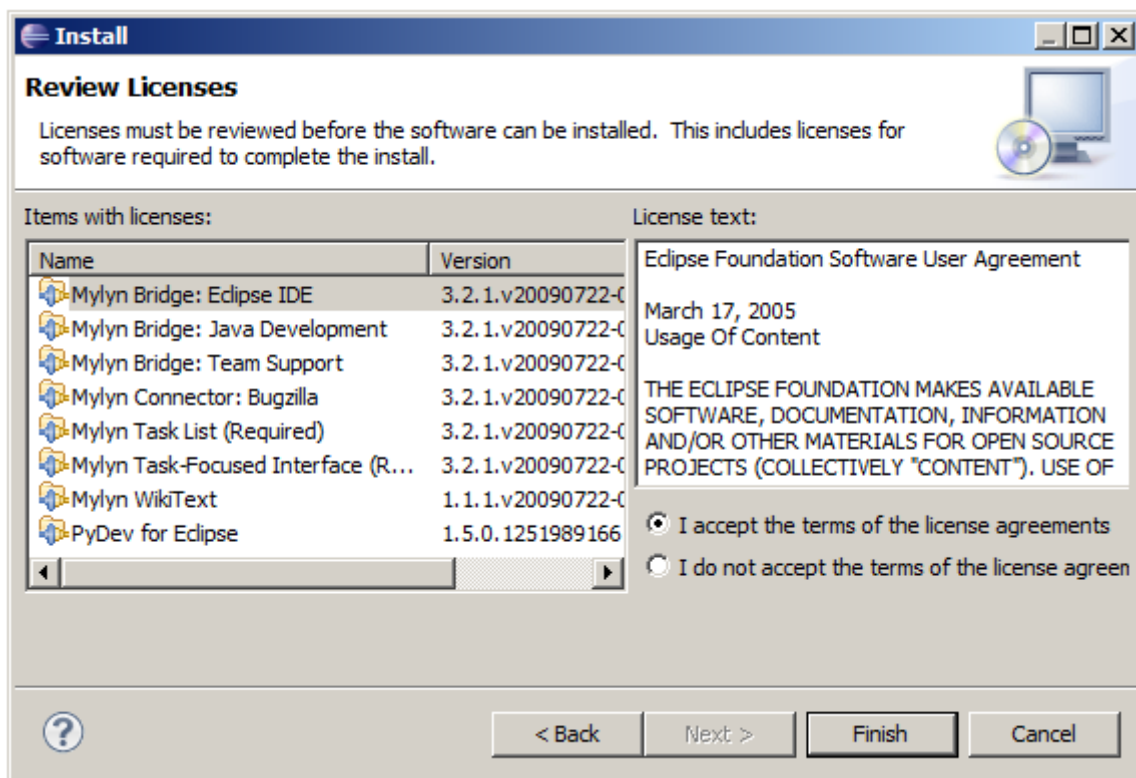 Install
Review Licenses
Licenses must be reviewed before the software can be installed.  This includes licenses for
software required to complete the install.
Items with licenses:
Name Version
Mylyn Bridge: Eclipse IDE 3.2.1.v20090722-0
Mylyn Bridge: Java Development 3.2.1.v20090722-0
Mylyn Bridge: Team Support 3.2.1.v20090722-0
Mylyn Connector: Bugzilla 3.2.1.v20090722-0
Mylyn Task List (Required) 3.2.1.v20090722-0
Mylyn Task-Focused Interface (R... 3.2.1.v20090722-0
Mylyn WikiText 1.1.1.v20090722-0
PyDev for Eclipse 1.5.0.1251989166
License text:
Eclipse Foundation Software User Agreement
March 17, 2005
Usage Of Content
THE ECLIPSE FOUNDATION MAKES AVAILABLE
SOFTWARE, DOCUMENTATION, INFORMATION
AND/OR OTHER MATERIALS FOR OPEN SOURCE
PROJECTS (COLLECTIVELY "CONTENT"). USE OF
I accept the terms of the license agreements
I do not accept the terms of the license agreem
? < Back Next > Finish Cancel